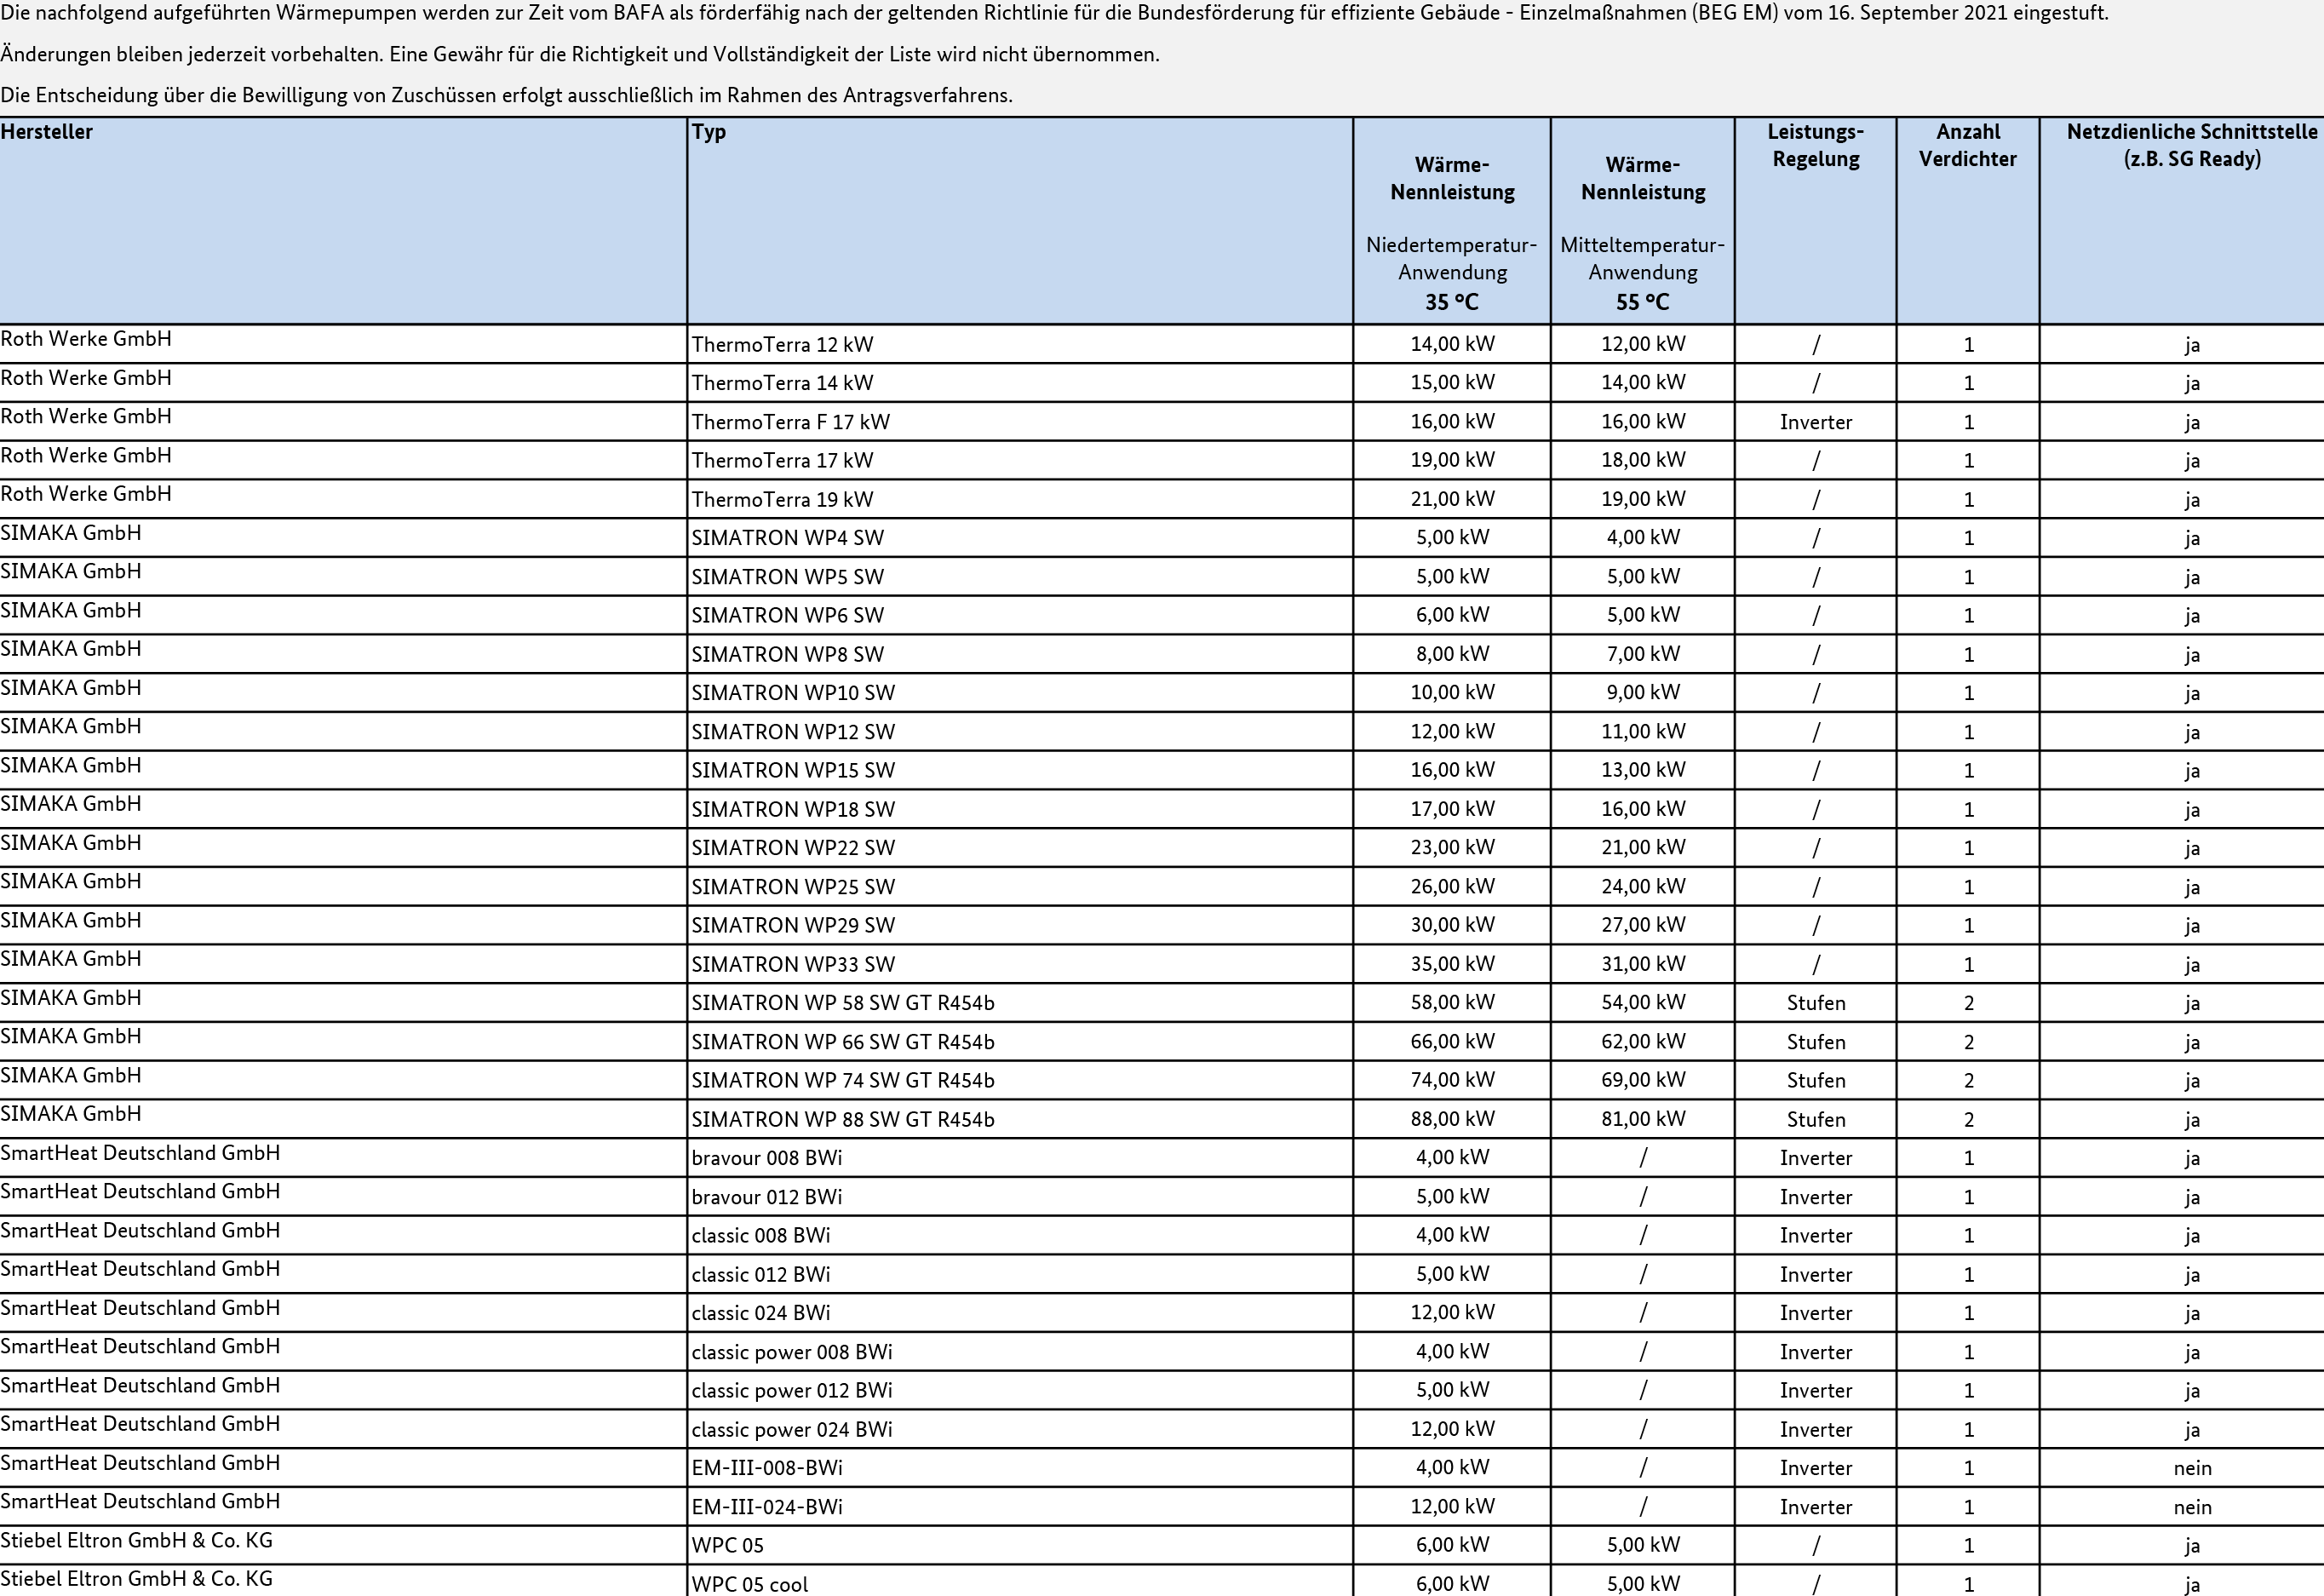 Die nachfolgend aufgeführten Wärmepumpen werden zur Zeit vom BAFA als förderfähig nach der geltenden Richtlinie für die Bundesförderung für effiziente Gebäude - Einzelmaßnahmen (BEG EM) vom 16. September 2021 eingestuft.
Änderungen bleiben jederzeit vorbehalten. Eine Gewähr für die Richtigkeit und Vollständigkeit der Liste wird nicht übernommen.
Die Entscheidung über die Bewilligung von Zuschüssen erfolgt ausschließlich im Rahmen des Antragsverfahrens.
Hersteller Typ Wärme-Nennleistung Niedertemperatur-Anwendung 35 °C Wärme-Nennleistung Mitteltemperatur-Anwendung 55 °C Leistungs-Regelung Anzahl Verdichter Netzdienliche Schnittstelle (z.B. SG Ready)
Roth Werke GmbH ThermoTerra 12 kW 14,00 kW 12,00 kW / 1 ja
Roth Werke GmbH ThermoTerra 14 kW 15,00 kW 14,00 kW / 1 ja
Roth Werke GmbH ThermoTerra F 17 kW 16,00 kW 16,00 kW Inverter 1 ja
Roth Werke GmbH ThermoTerra 17 kW 19,00 kW 18,00 kW / 1 ja
Roth Werke GmbH ThermoTerra 19 kW 21,00 kW 19,00 kW / 1 ja
SIMAKA GmbH SIMATRON WP4 SW 5,00 kW 4,00 kW / 1 ja
SIMAKA GmbH SIMATRON WP5 SW 5,00 kW 5,00 kW / 1 ja
SIMAKA GmbH SIMATRON WP6 SW 6,00 kW 5,00 kW / 1 ja
SIMAKA GmbH SIMATRON WP8 SW 8,00 kW 7,00 kW / 1 ja
SIMAKA GmbH SIMATRON WP10 SW 10,00 kW 9,00 kW / 1 ja
SIMAKA GmbH SIMATRON WP12 SW 12,00 kW 11,00 kW / 1 ja
SIMAKA GmbH SIMATRON WP15 SW 16,00 kW 13,00 kW / 1 ja
SIMAKA GmbH SIMATRON WP18 SW 17,00 kW 16,00 kW / 1 ja
SIMAKA GmbH SIMATRON WP22 SW 23,00 kW 21,00 kW / 1 ja
SIMAKA GmbH SIMATRON WP25 SW 26,00 kW 24,00 kW / 1 ja
SIMAKA GmbH SIMATRON WP29 SW 30,00 kW 27,00 kW / 1 ja
SIMAKA GmbH SIMATRON WP33 SW 35,00 kW 31,00 kW / 1 ja
SIMAKA GmbH SIMATRON WP 58 SW GT R454b 58,00 kW 54,00 kW Stufen 2 ja
SIMAKA GmbH SIMATRON WP 66 SW GT R454b 66,00 kW 62,00 kW Stufen 2 ja
SIMAKA GmbH SIMATRON WP 74 SW GT R454b 74,00 kW 69,00 kW Stufen 2 ja
SIMAKA GmbH SIMATRON WP 88 SW GT R454b 88,00 kW 81,00 kW Stufen 2 ja
SmartHeat Deutschland GmbH bravour 008 BWi 4,00 kW / Inverter 1 ja
SmartHeat Deutschland GmbH bravour 012 BWi 5,00 kW / Inverter 1 ja
SmartHeat Deutschland GmbH classic 008 BWi 4,00 kW / Inverter 1 ja
SmartHeat Deutschland GmbH classic 012 BWi 5,00 kW / Inverter 1 ja
SmartHeat Deutschland GmbH classic 024 BWi 12,00 kW / Inverter 1 ja
SmartHeat Deutschland GmbH classic power 008 BWi 4,00 kW / Inverter 1 ja
SmartHeat Deutschland GmbH classic power 012 BWi 5,00 kW / Inverter 1 ja
SmartHeat Deutschland GmbH classic power 024 BWi 12,00 kW / Inverter 1 ja
SmartHeat Deutschland GmbH EM-III-008-BWi 4,00 kW / Inverter 1 nein
SmartHeat Deutschland GmbH EM-III-024-BWi 12,00 kW / Inverter 1 nein
Stiebel Eltron GmbH & Co. KG WPC 05 6,00 kW 5,00 kW / 1 ja
Stiebel Eltron GmbH & Co. KG WPC 05 cool 6,00 kW 5,00 kW / 1 ja